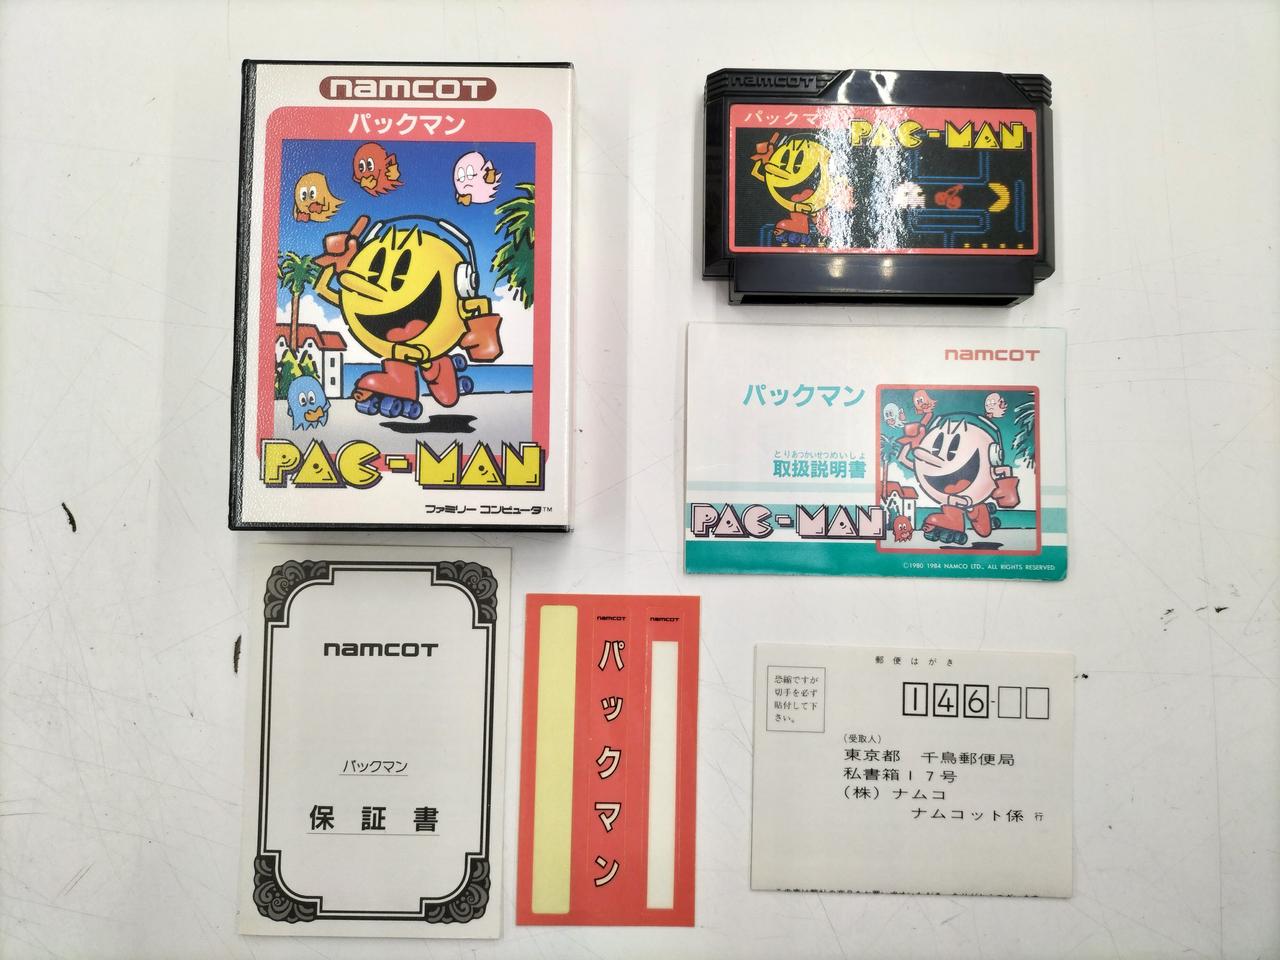 namcot
パックマン
PAC-MAN
ファミリー コンピュータ™
namcot
パックマ
PAC-MAN
namcot
パックマン
とりあつかいせつめいしょ
取扱説明書
PAC-MAN
©1980 1984 NAMCO LTD., ALL RIGHTS RESERVED
namcot
パックマン
保証書
namcot
namcot
パックマン
郵便はがき
恐縮ですが
切手を必ず
貼付して下
さい。
146-
(受取人)
東京都 千鳥郵便局
私書箱17号
(株)ナムコ
ナムコット係 行